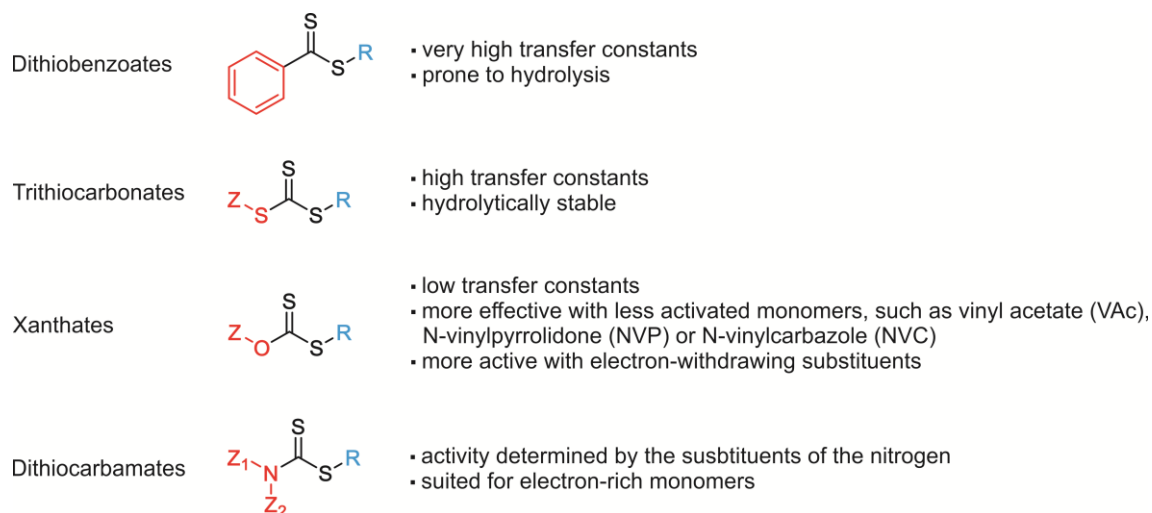 Dithiobenzoates
S
S
R
▪ very high transfer constants
▪ prone to hydrolysis
Trithiocarbonates
S
Z
S
S
R
▪ high transfer constants
▪ hydrolytically stable
Xanthates
S
Z
O
S
R
▪ low transfer constants
▪ more effective with less activated monomers, such as vinyl acetate (VAc),
N-vinylpyrrolidone (NVP) or N-vinylcarbazole (NVC)
▪ more active with electron-withdrawing substituents
Dithiocarbamates
S
Z₁
N
S
R
Z₂
▪ activity determined by the susbtituents of the nitrogen
▪ suited for electron-rich monomers